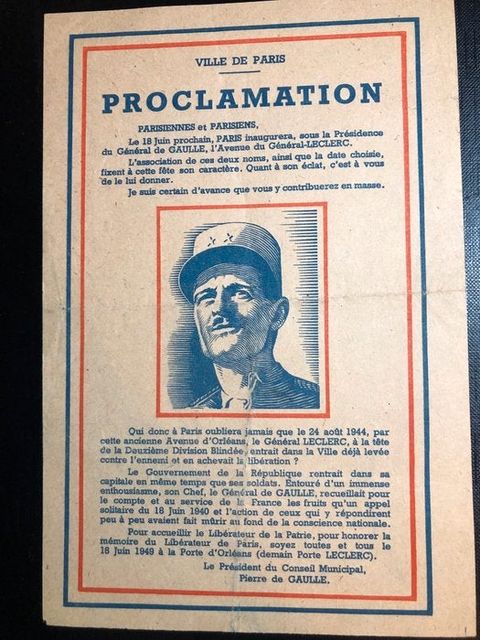 VILLE DE PARIS
PROCLAMATION
PARISIENNES et PARISIENS,
Le 18 Juin prochain, PARIS inaugurera, sous la Présidence
du Général de GAULLE, l'Avenue du Général-LECLERC.
L'association de ces deux noms, ainsi que la date choisie,
fixent à cette fête son caractère. Quant à son éclat, c'est à vous
de le lui donner.
Je suis certain d'avance que vous y contribuerez en masse.
Qui donc à Paris oubliera jamais que le 24 août 1944, par
cette ancienne Avenue d'Orléans, le Général LECLERC, à la tête
de la Deuxième Division Blindée, entrait dans la Ville déjà levée
contre l'ennemi et en achevait la libération ?
Le Gouvernement de la République rentrait dans sa
capitale en même temps que ses soldats. Entouré d'un immense
enthousiasme, son Chef, le Général de GAULLE, recueillait pour
le compte et au service de la France les fruits qu'un appel
solitaire du 18 Juin 1940 et l'action de ceux qui y répondirent
peu à peu avaient fait mûrir au fond de la conscience nationale.
Pour accueillir le Libérateur de la Patrie, pour honorer la
mémoire du Libérateur de Paris, soyez toutes et tous le
18 Juin 1949 à la Porte d'Orléans (demain Porte LECLERC).
Le Président du Conseil Municipal,
Pierre de GAULLE.